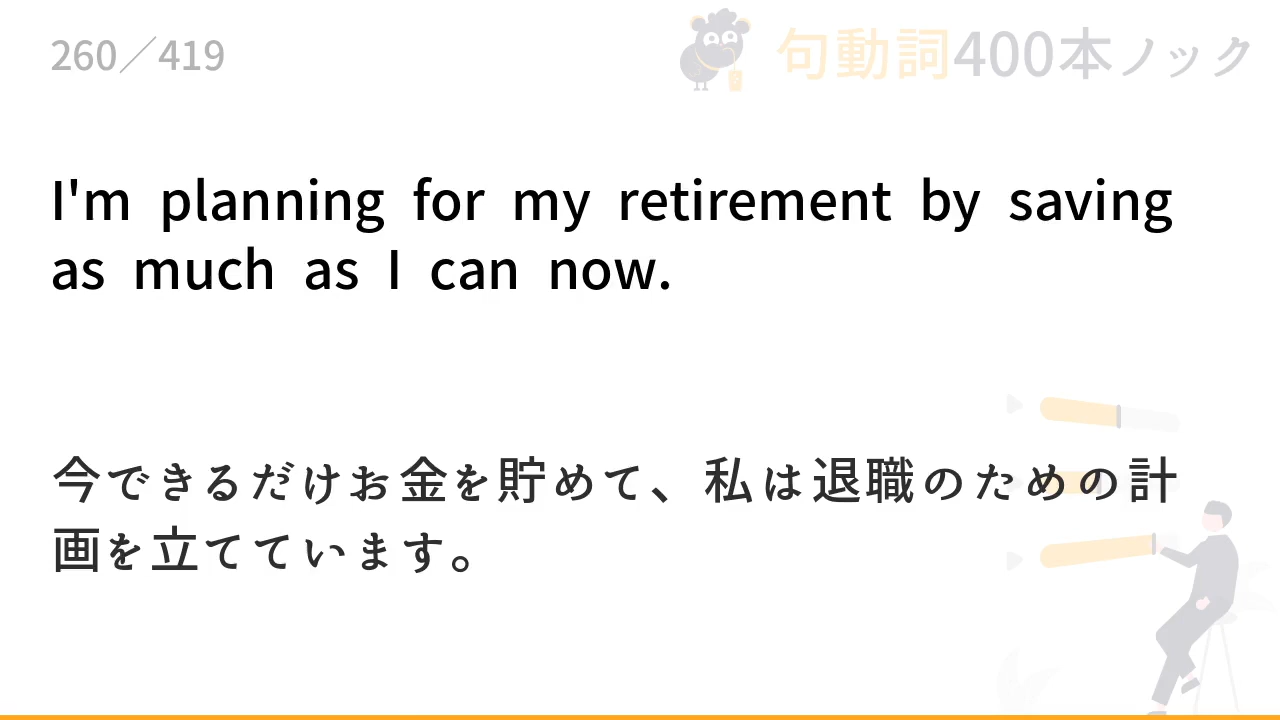 260／419
句動詞400本ノック
I'm planning for my retirement by saving
as much as I can now.
今できるだけお金を貯めて、私は退職のための計
画を立てています。